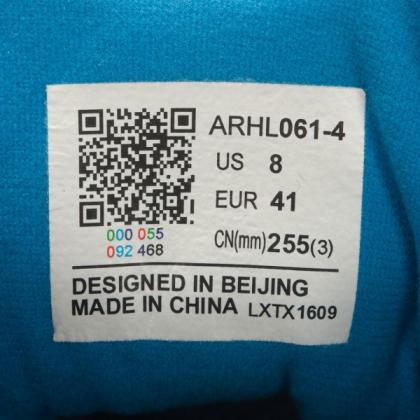 ARHL061-4
US 8
EUR 41
000 055
092 468
CN(mm)255(3)
DESIGNED IN BEIJING
MADE IN CHINA LXTX1609